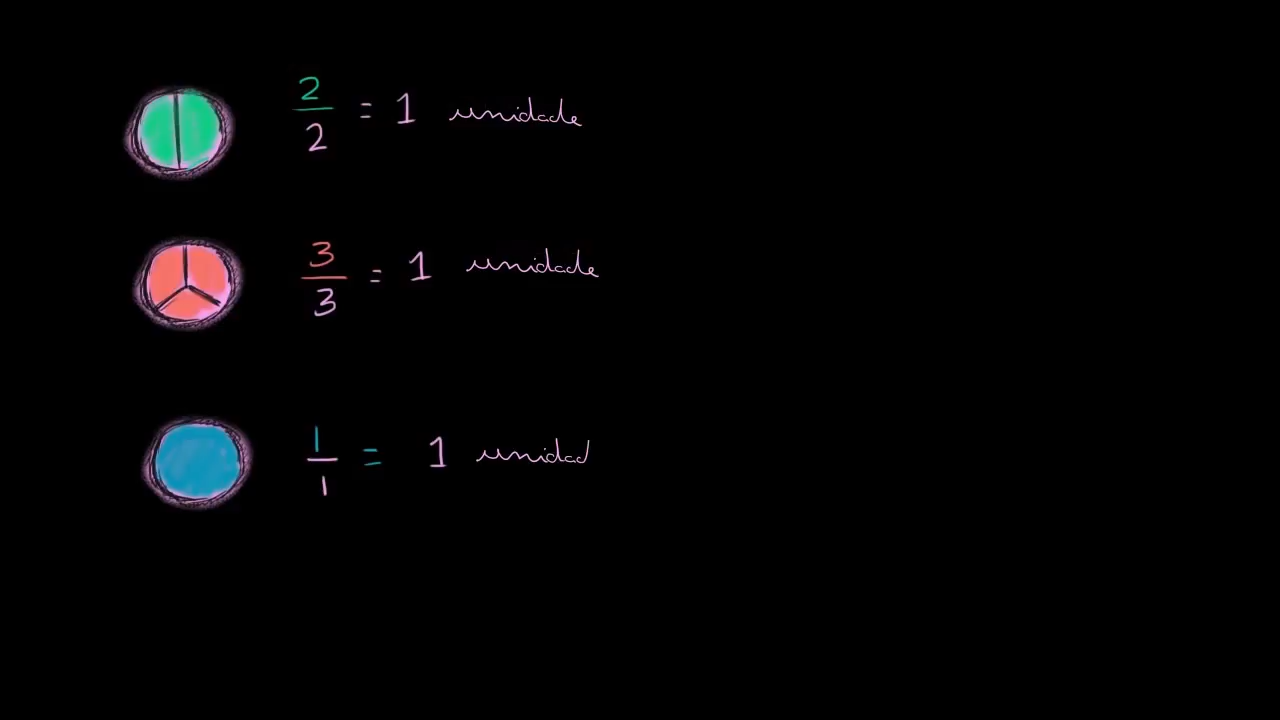 2/2 = 1 unidade
3/3 = 1 unidade
1/1 = 1 unidad